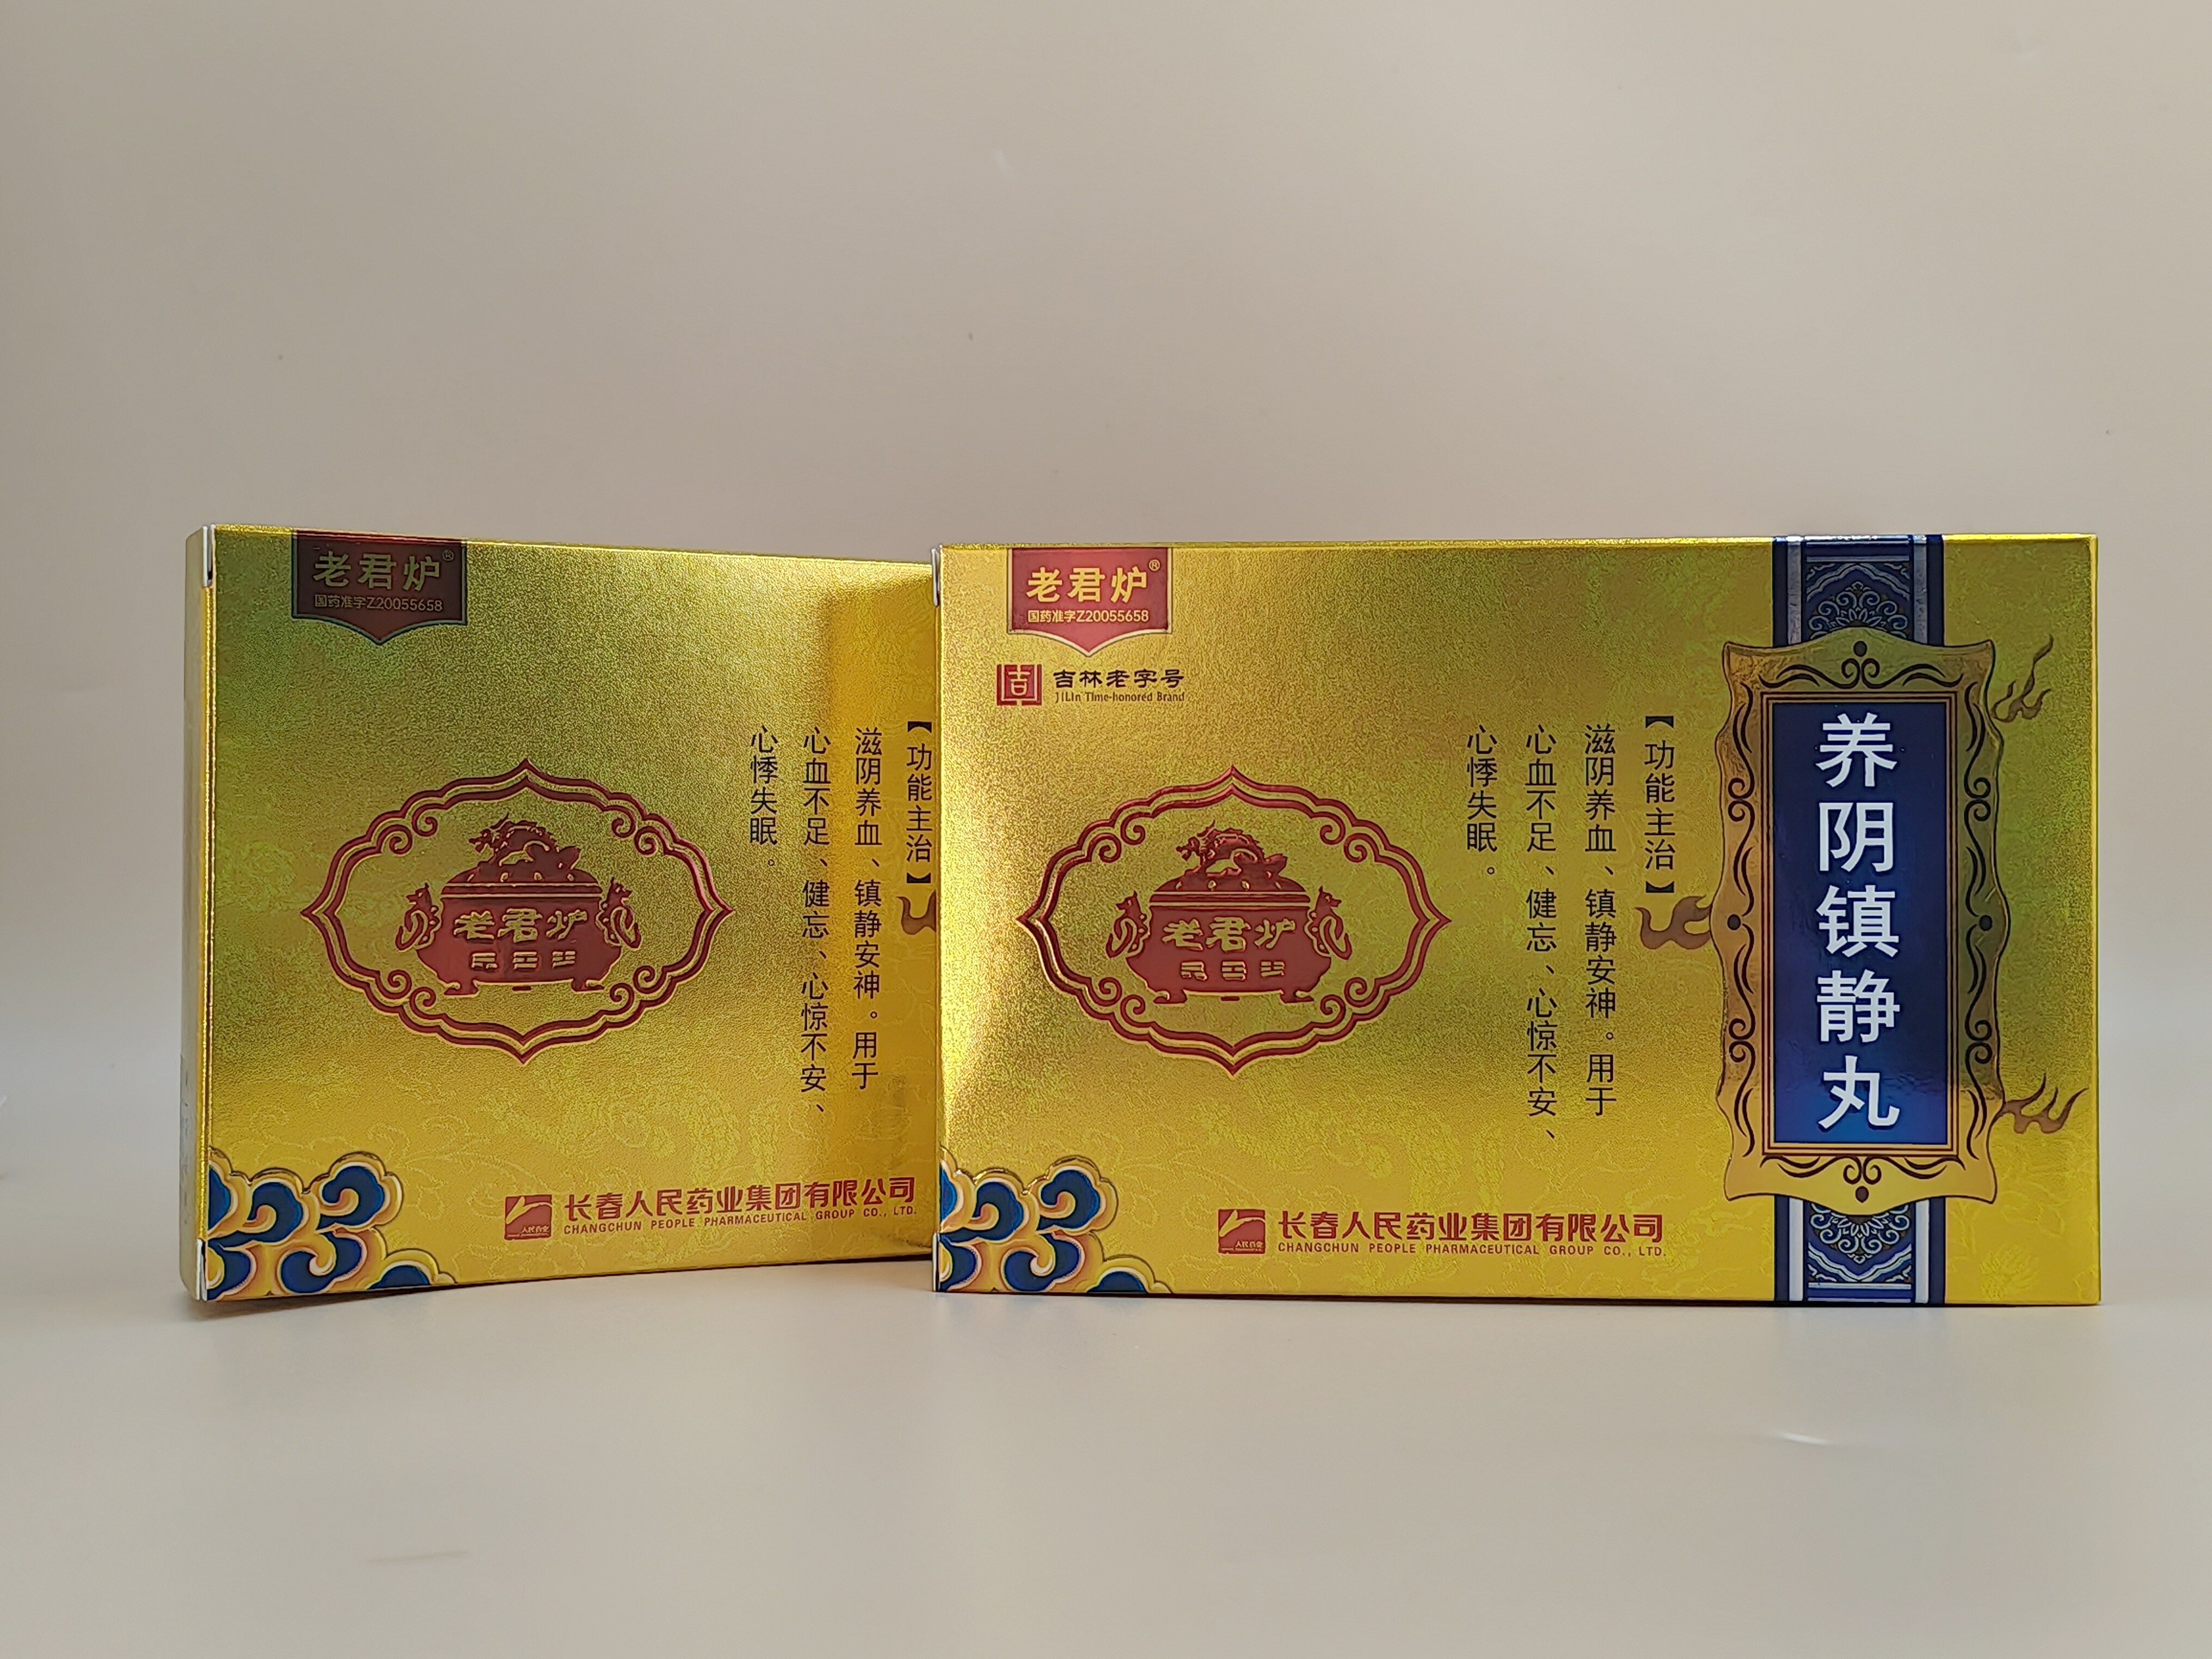 老君炉®
国药准字Z20055658
【功能主治】
滋阴养血、镇静安神。用于
心血不足、健忘、心惊不安、
心悸失眠。
老君炉
长春人民药业集团有限公司
CHANGCHUN PEOPLE PHARMACEUTICAL GROUP CO., LTD.
老君炉®
国药准字Z20055658
吉林老字号
JILIn Time-honored Brand
养阴镇静丸
【功能主治】
滋阴养血、镇静安神。用于
心血不足、健忘、心惊不安、
心悸失眠。
老君炉
人民药业
长春人民药业集团有限公司
CHANGCHUN PEOPLE PHARMACEUTICAL GROUP CO., LTD.